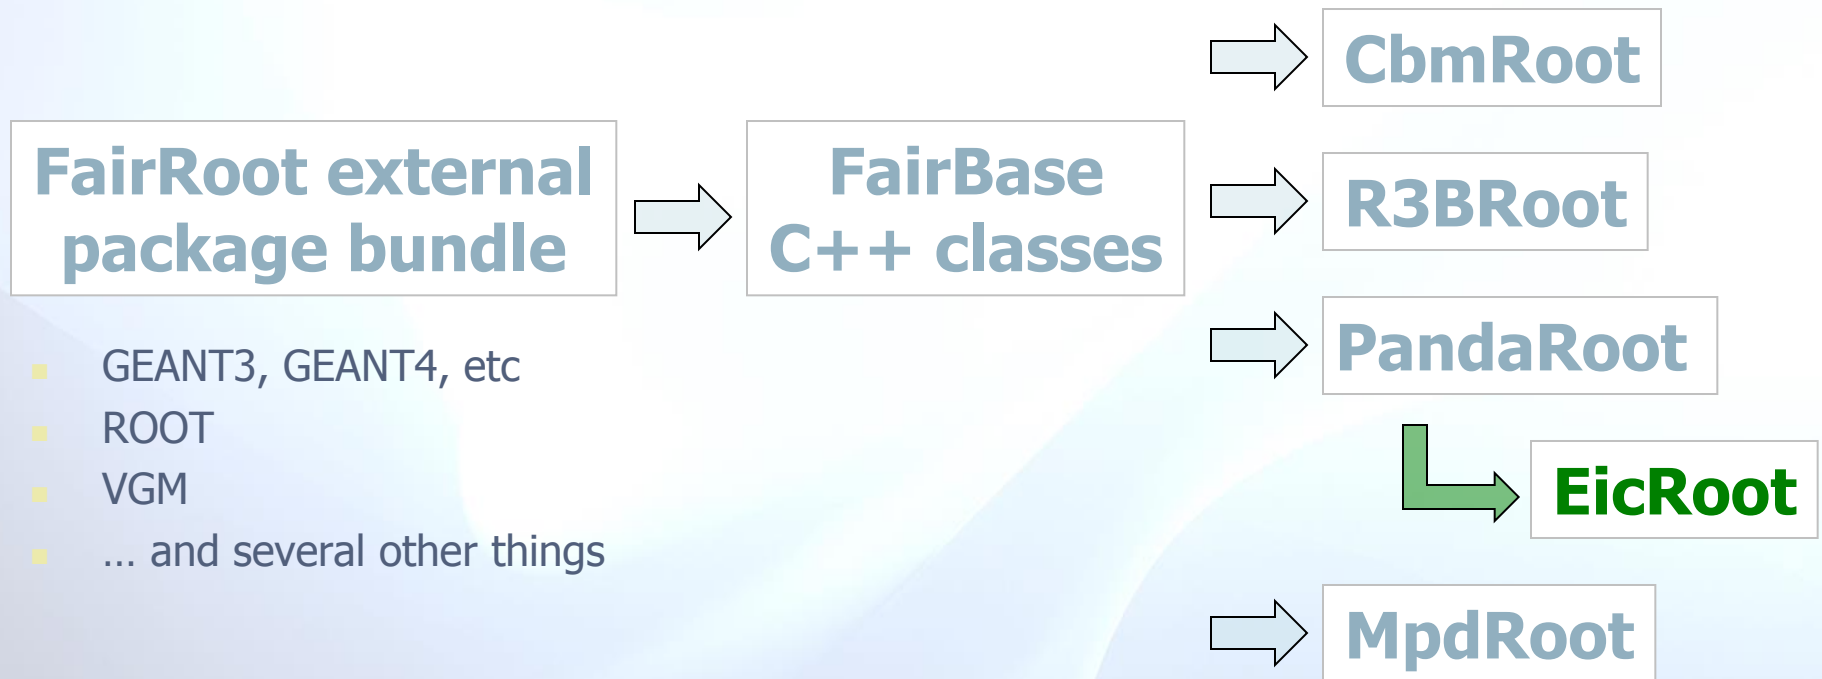 FairRoot external
package bundle
FairBase
C++ classes
CbmRoot
R3BRoot
PandaRoot
EicRoot
MpdRoot
GEANT3, GEANT4, etc
ROOT
VGM
… and several other things